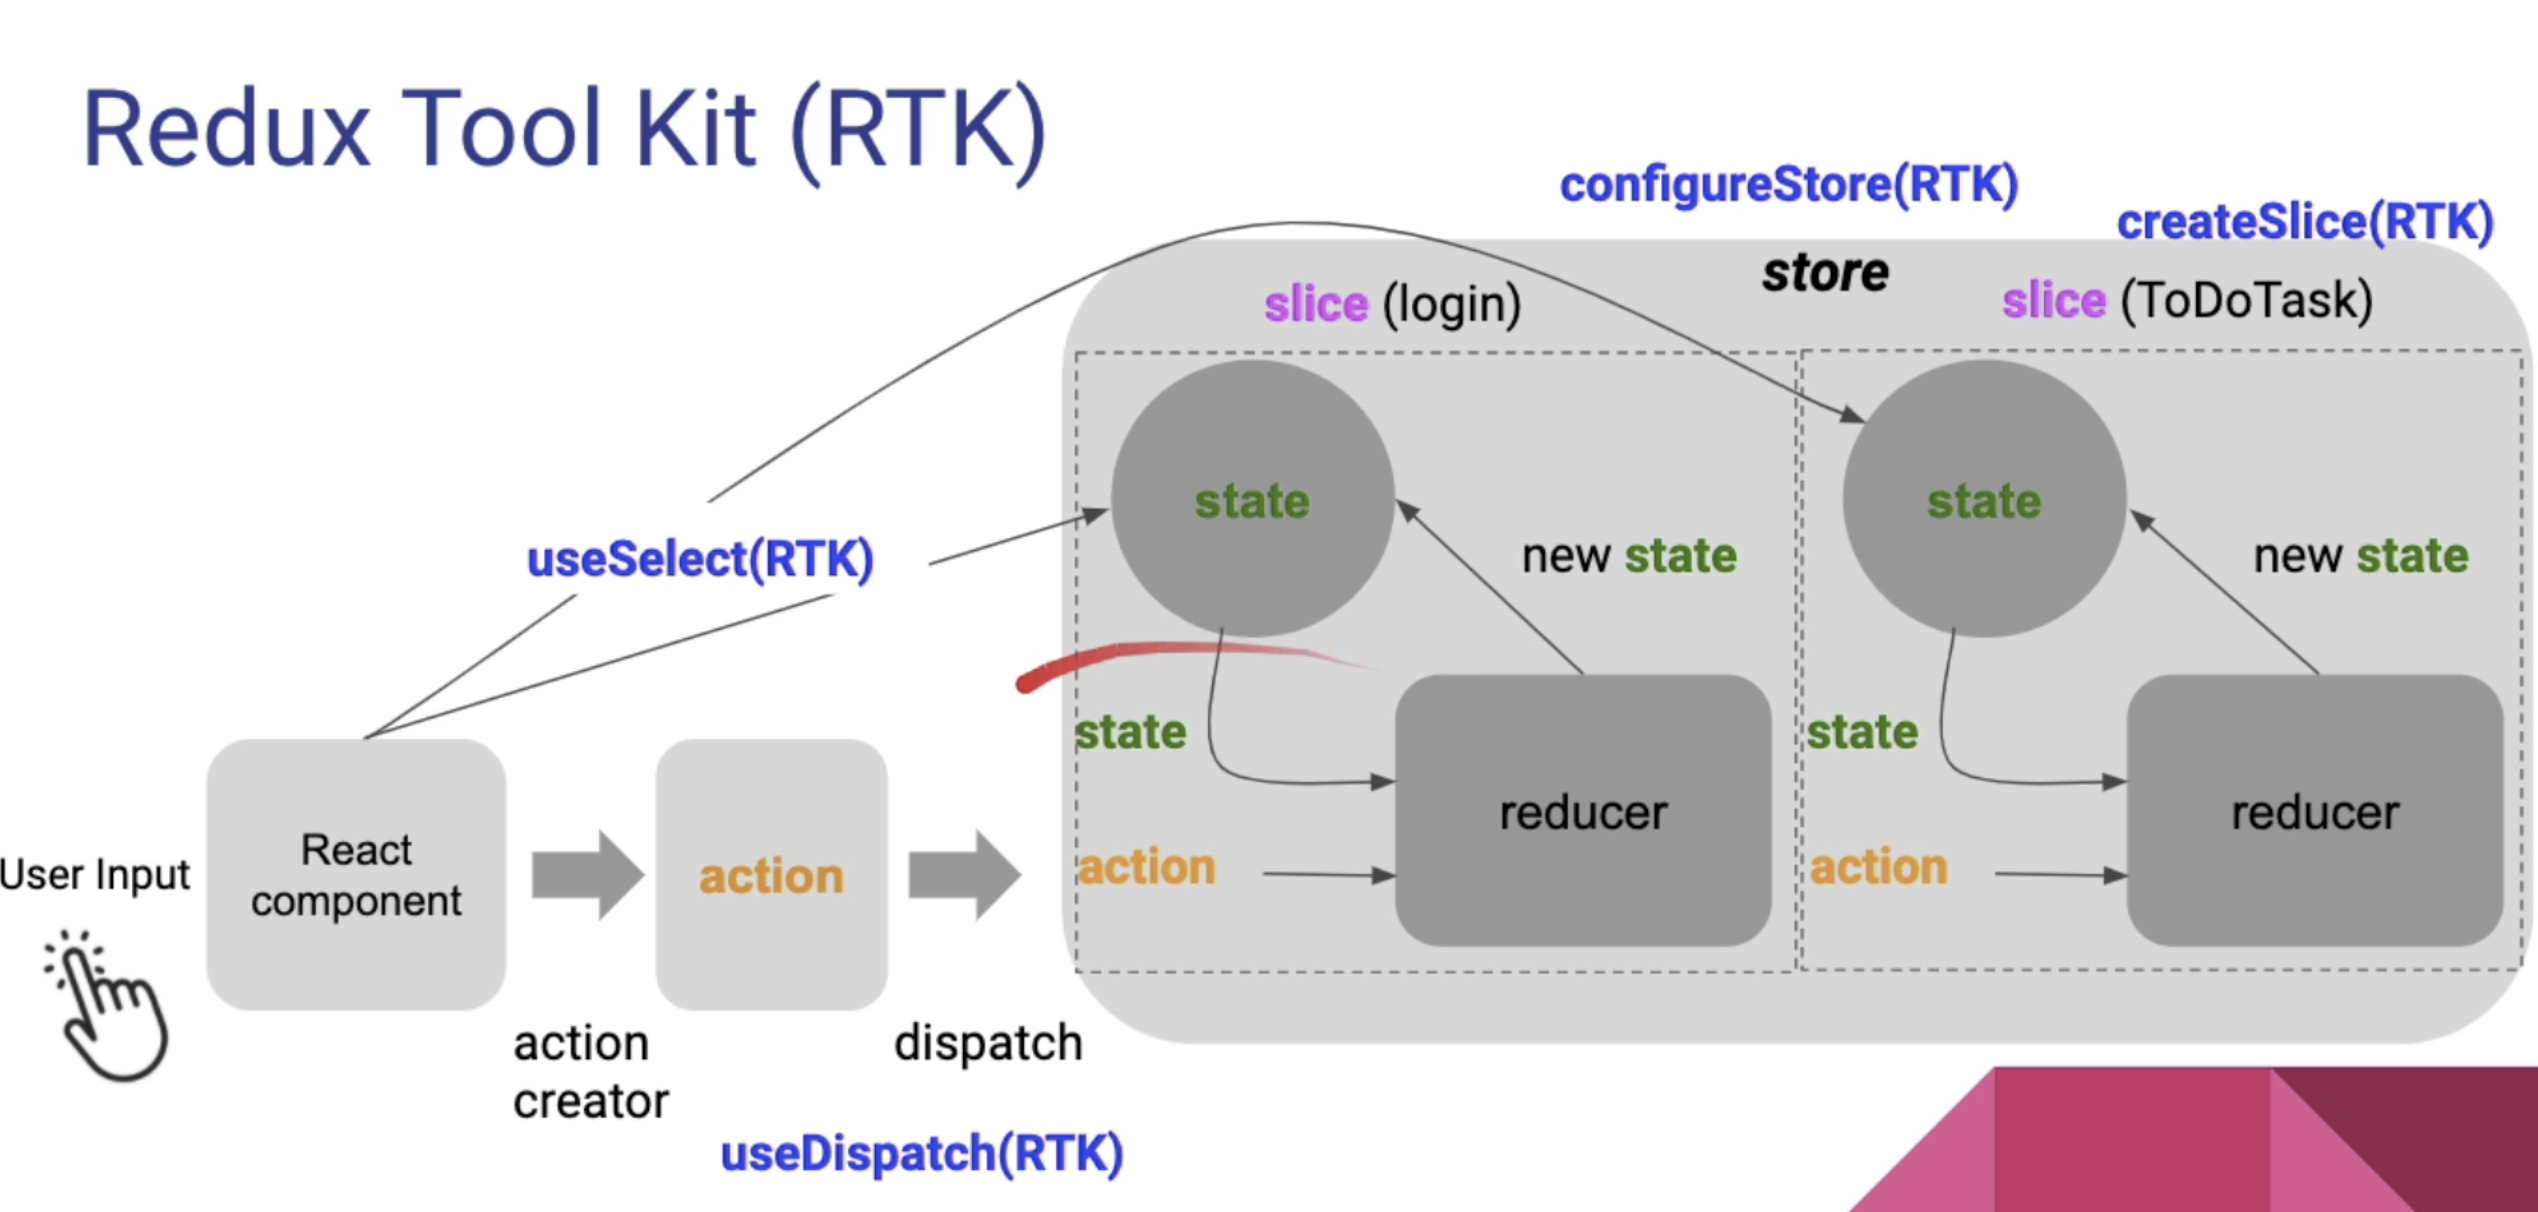 Redux Tool Kit (RTK)
configureStore(RTK)
createSlice(RTK)
store
slice (login)
slice (ToDoTask)
state
state
useSelect(RTK)
new state
new state
state
state
reducer
reducer
User Input
React
component
action
action
action
action
creator
dispatch
useDispatch(RTK)